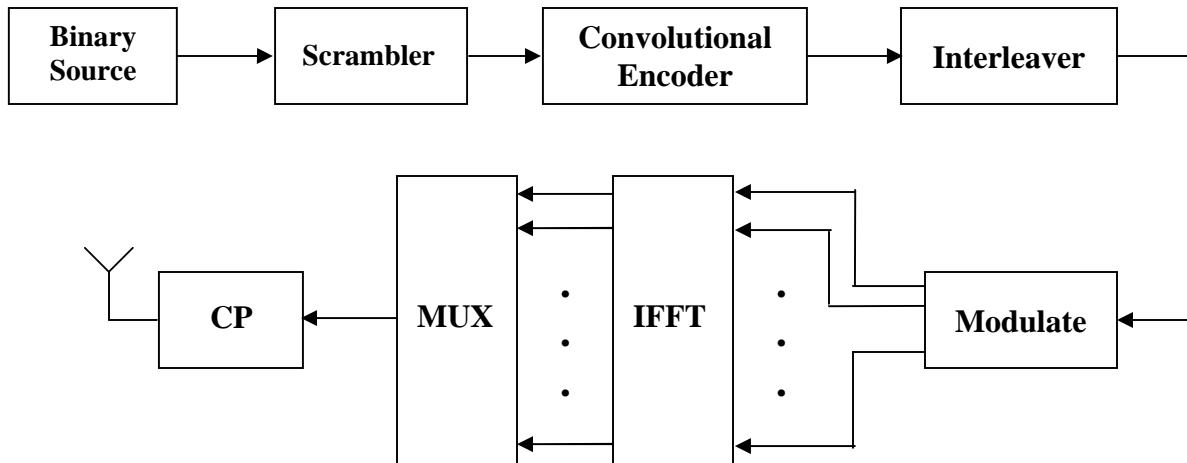 Binary
Source
Scrambler
Convolutional
Encoder
Interleaver
Modulate
IFFT
MUX
CP